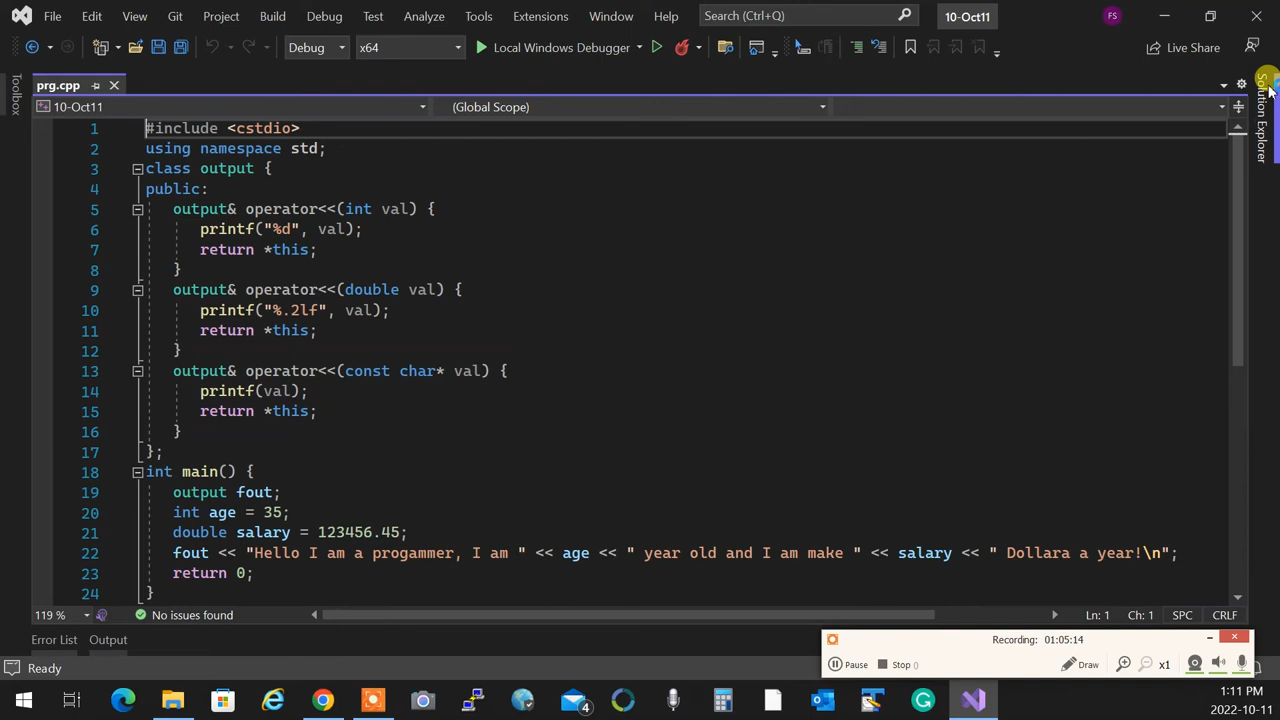 File Edit View Git Project Build Debug Test Analyze Tools Extensions Window Help Search (Ctrl+Q) 10-Oct11 FS
Debug x64 Local Windows Debugger Live Share
Toolbox
prg.cpp
10-Oct11 (Global Scope)
Solution Explorer
1 #include <cstdio>
2 using namespace std;
3 class output {
4 public:
5 output& operator<<(int val) {
6 printf("%d", val);
7 return *this;
8 }
9 output& operator<<(double val) {
10 printf("%.2lf", val);
11 return *this;
12 }
13 output& operator<<(const char* val) {
14 printf(val);
15 return *this;
16 }
17 };
18 int main() {
19 output fout;
20 int age = 35;
21 double salary = 123456.45;
22 fout << "Hello I am a progammer, I am " << age << " year old and I am make " << salary << " Dollara a year!\n";
23 return 0;
24 }
119 % No issues found Ln: 1 Ch: 1 SPC CRLF
Error List Output
Recording: 01:05:14
Pause Stop 0 Draw x1
Ready
4
1:11 PM
2022-10-11